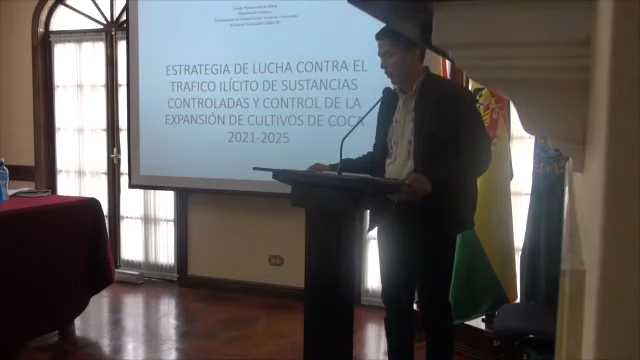 ESTRATEGIA DE LUCHA CONTRA EL
TRAFICO ILÍCITO DE SUSTANCIAS
CONTROLADAS Y CONTROL DE LA
EXPANSIÓN DE CULTIVOS DE COCA
2021-2025